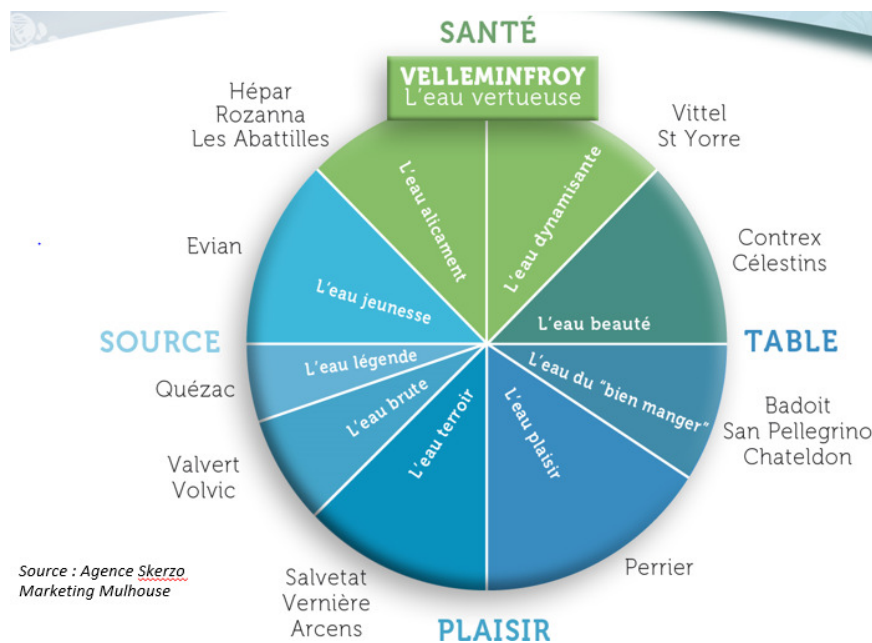 SANTÉ
VELLEMINFROY
L'eau vertueuse
Hépar
Rozanna
Les Abattilles
Vittel
St Yorre
L'eau alicament
L'eau dynamisante
Evian
Contrex
Célestins
L'eau jeunesse
L'eau beauté
SOURCE
TABLE
L'eau légende
L'eau du "bien manger"
Quézac
L'eau brute
L'eau terroir
L'eau plaisir
Badoit
San Pellegrino
Chateldon
Valvert
Volvic
Perrier
Source : Agence Skerzo
Marketing Mulhouse
Salvetat
Vernière
Arcens
PLAISIR